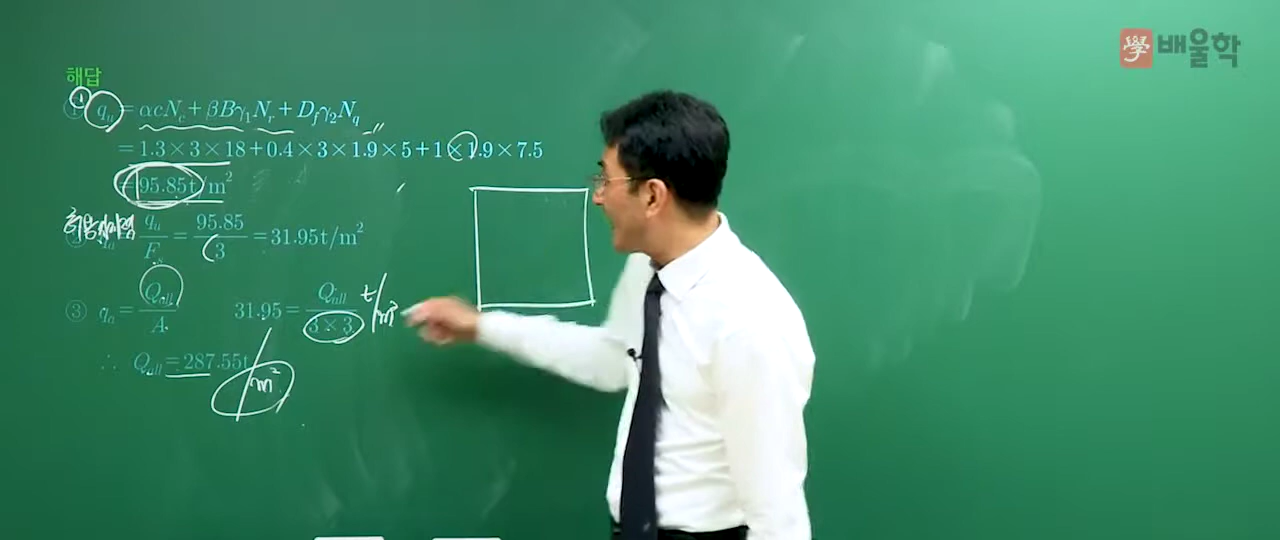 學 배울학
해답
① q_u = αcN_c + βBγ_1N_r + D_fγ_2N_q
= 1.3×3×18+0.4×3×1.9×5+1×1.9×7.5
= 95.85t/m²
허용지지력
② q_a = q_u/F_s = 95.85/3 = 31.95t/m²
③ q_a = Q_all/A 31.95 = Q_all/3×3 t/m²
∴ Q_all = 287.55t /m²